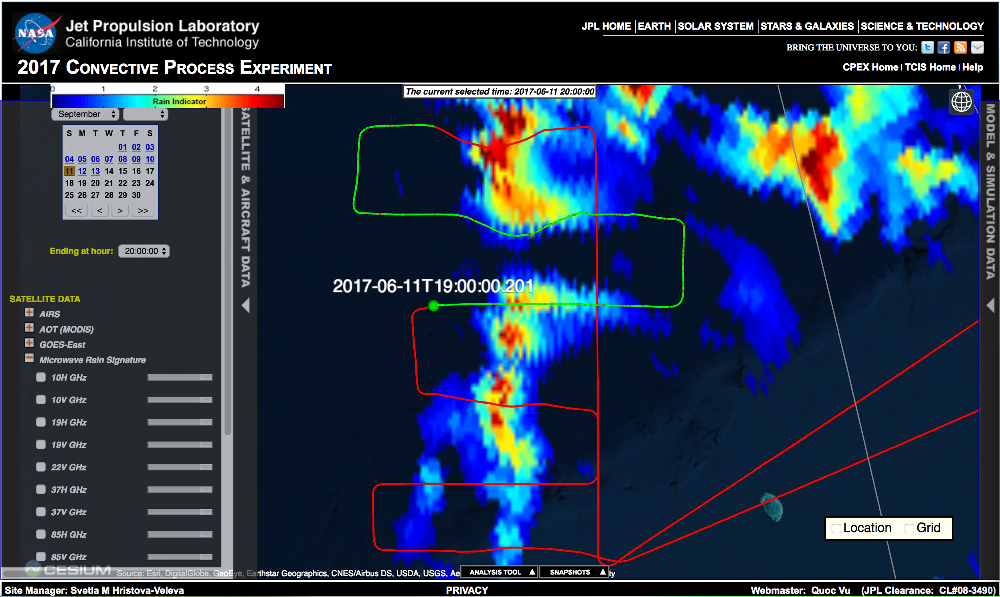 NASA
Jet Propulsion Laboratory
California Institute of Technology
2017 CONVECTIVE PROCESS EXPERIMENT
JPL HOME | EARTH | SOLAR SYSTEM | STARS & GALAXIES | SCIENCE & TECHNOLOGY
BRING THE UNIVERSE TO YOU:
CPEX Home | TCIS Home | Help
0 1 2 3 4
Rain Indicator
The current selected time: 2017-06-11 20:00:00
September
S M T W T F S
01 02 03
04 05 06 07 08 09 10
11 12 13 14 15 16 17
18 19 20 21 22 23 24
25 26 27 28 29 30
<< < > >>
Ending at hour: 20:00:00
SATELLITE DATA
AIRS
AOT (MODIS)
GOES-East
Microwave Rain Signature
10H GHz
10V GHz
19H GHz
19V GHz
22V GHz
37H GHz
37V GHz
85H GHz
85V GHz
SATELLITE & AIRCRAFT DATA
2017-06-11T19:00:00.201
MODEL & SIMULATION DATA
Location Grid
CESIUM
Source: Esri, DigitalGlobe, GeoEye, Earthstar Geographics, CNES/Airbus DS, USDA, USGS, Ae
ANALYSIS TOOL ▲ SNAPSHOTS ▲ ty
Site Manager: Svetla M Hristova-Veleva
PRIVACY
Webmaster: Quoc Vu (JPL Clearance: CL#08-3490)